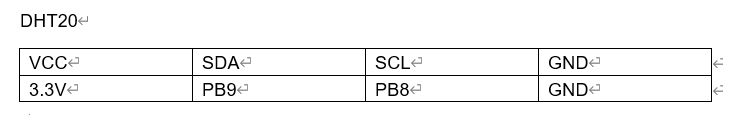 DHT20
VCC SDA SCL GND
3.3V PB9 PB8 GND